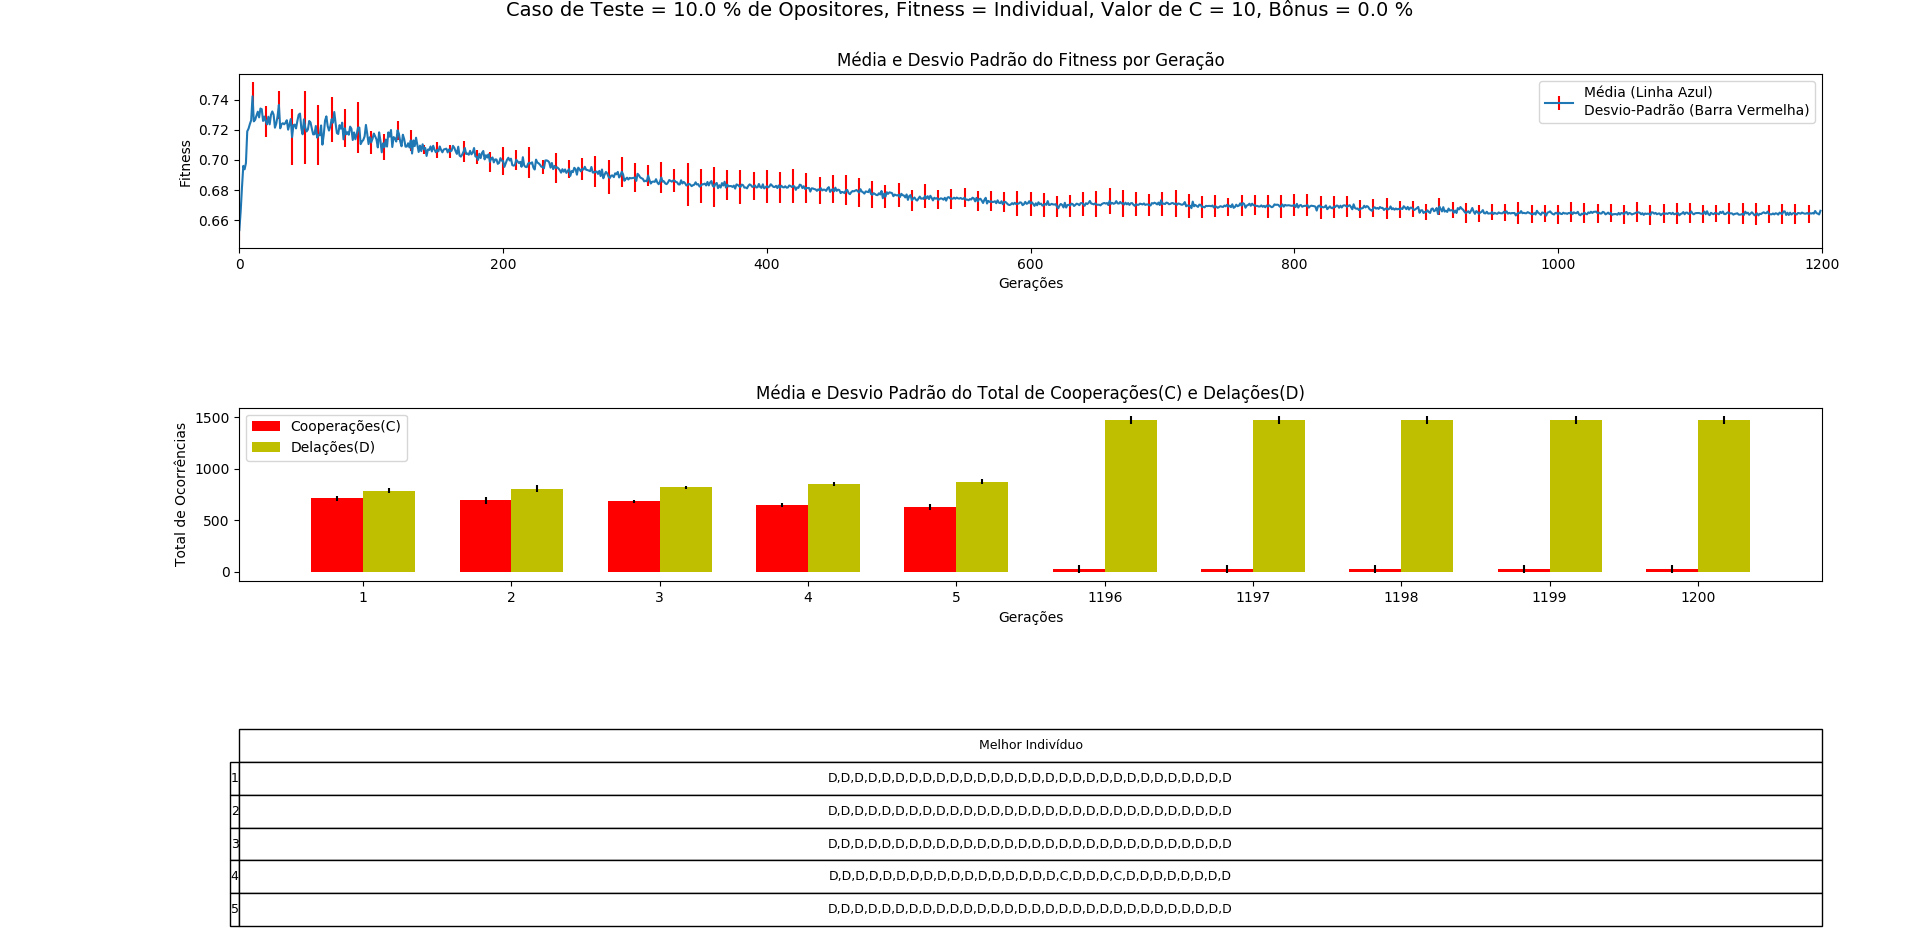 Caso de Teste = 10.0 % de Opositores, Fitness = Individual, Valor de C = 10, Bônus = 0.0 %
Média e Desvio Padrão do Fitness por Geração
Média (Linha Azul)
Desvio-Padrão (Barra Vermelha)
0.74
0.72
0.70
0.68
0.66
Fitness
0 200 400 600 800 1000 1200
Gerações
Média e Desvio Padrão do Total de Cooperações(C) e Delações(D)
Cooperações(C)
Delações(D)
1500
1000
500
0
Total de Ocorrências
1 2 3 4 5 1196 1197 1198 1199 1200
Gerações
Melhor Indivíduo
1 D,D,D,D,D,D,D,D,D,D,D,D,D,D,D,D,D,D,D,D,D,D,D,D,D,D,D,D,D,D
2 D,D,D,D,D,D,D,D,D,D,D,D,D,D,D,D,D,D,D,D,D,D,D,D,D,D,D,D,D,D
3 D,D,D,D,D,D,D,D,D,D,D,D,D,D,D,D,D,D,D,D,D,D,D,D,D,D,D,D,D,D
4 D,D,D,D,D,D,D,D,D,D,D,D,D,D,D,D,D,C,D,D,D,C,D,D,D,D,D,D,D,D
5 D,D,D,D,D,D,D,D,D,D,D,D,D,D,D,D,D,D,D,D,D,D,D,D,D,D,D,D,D,D